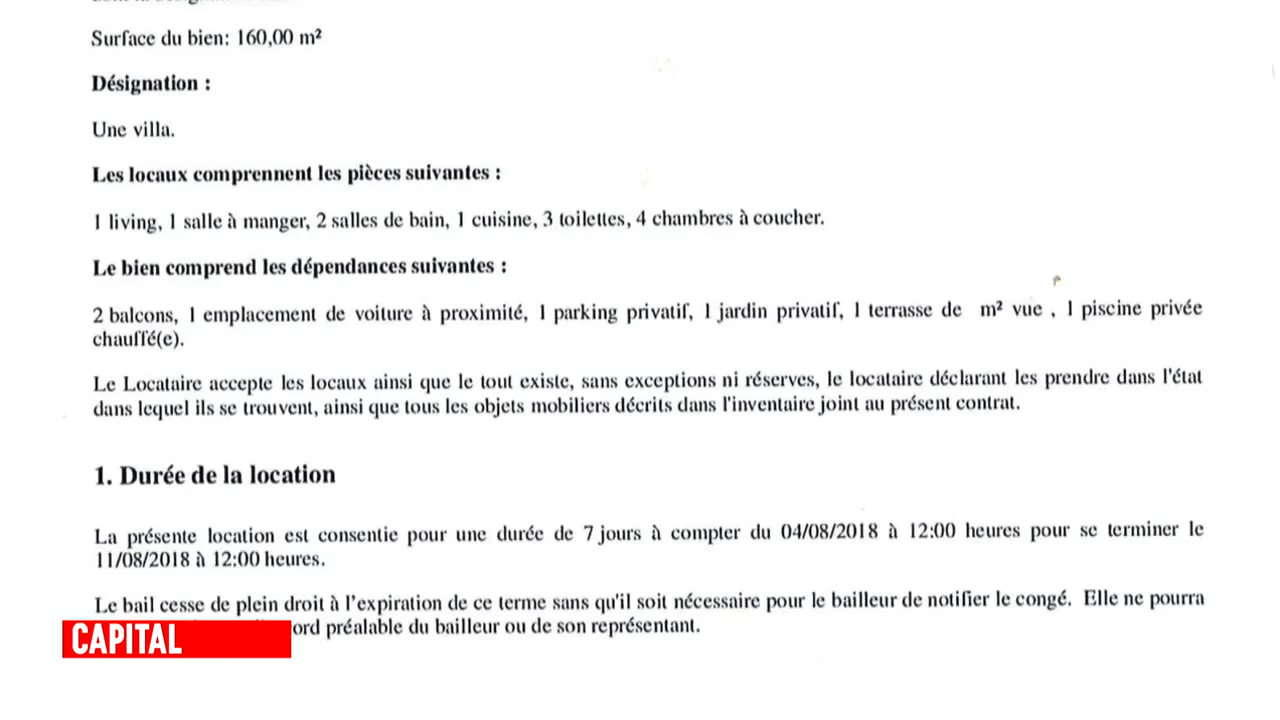 Surface du bien: 160,00 m²
Désignation :
Une villa.
Les locaux comprennent les pièces suivantes :
1 living, 1 salle à manger, 2 salles de bain, 1 cuisine, 3 toilettes, 4 chambres à coucher.
Le bien comprend les dépendances suivantes :
2 balcons, 1 emplacement de voiture à proximité, 1 parking privatif, 1 jardin privatif, 1 terrasse de m² vue , 1 piscine privée
chauffé(e).
Le Locataire accepte les locaux ainsi que le tout existe, sans exceptions ni réserves, le locataire déclarant les prendre dans l'état
dans lequel ils se trouvent, ainsi que tous les objets mobiliers décrits dans l'inventaire joint au présent contrat.
1. Durée de la location
La présente location est consentie pour une durée de 7 jours à compter du 04/08/2018 à 12:00 heures pour se terminer le
11/08/2018 à 12:00 heures.
Le bail cesse de plein droit à l'expiration de ce terme sans qu'il soit nécessaire pour le bailleur de notifier le congé. Elle ne pourra
ord préalable du bailleur ou de son représentant.
CAPITAL